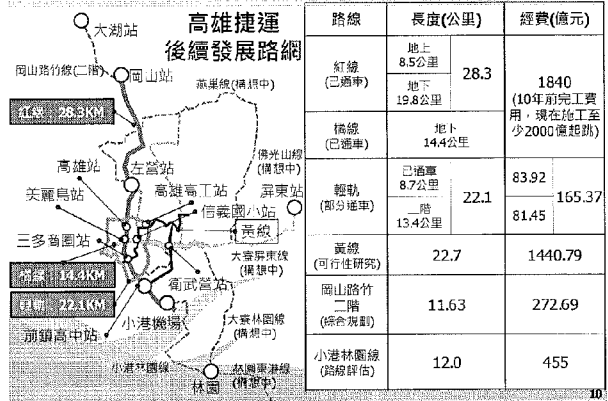 高雄捷運
後續發展路網
大湖站
岡山路竹線(二階)
岡山站
燕巢線(構想中)
紅線 28.3KM
佛光山線
(構想中)
高雄站
左營站
美麗島站
高雄高工站
屏東站
信義國小站
三多商圈站
黃線
大寮屏東線
(構想中)
橘線 14.4KM
輕軌 22.1KM
衛武營站
小港機場
大寮林園線
(構想中)
前鎮高中站
小港林園線
林園東港線
(構想中)
林園
路線
長度(公里)
經費(億元)
紅線
(已通車)
地上
8.5公里
地下
19.8公里
28.3
1840
(10年前完工費
用，現在施工至
少2000億起跳)
橘線
(已通車)
地下
14.4公里
輕軌
(部分通車)
已通車
8.7公里
二階
13.4公里
22.1
83.92
81.45
165.37
黃線
(可行性研究)
22.7
1440.79
岡山路竹
二階
(綜合規劃)
11.63
272.69
小港林園線
(路線評估)
12.0
455
10